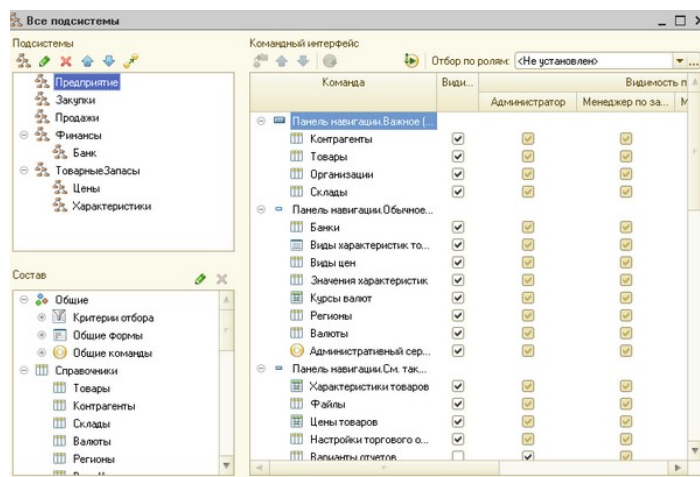 Все подсистемы
Подсистемы
Предприятие
Закупки
Продажи
Финансы
Банк
ТоварныеЗапасы
Цены
Характеристики
Состав
Общие
Критерии отбора
Общие формы
Общие команды
Справочники
Товары
Контрагенты
Склады
Валюты
Регионы
Командный интерфейс
Отбор по ролям: <Не установлен>
Команда Види... Видимость п
Администратор Менеджер по за... М
Панель навигации.Важное (...
Контрагенты
Товары
Организации
Склады
Панель навигации.Обычное...
Банки
Виды характеристик то...
Виды цен
Значения характеристик
Курсы валют
Регионы
Валюты
Административный сер...
Панель навигации.См. так...
Характеристики товаров
Файлы
Цены товаров
Настройки торгового о...
Варианты отчетов